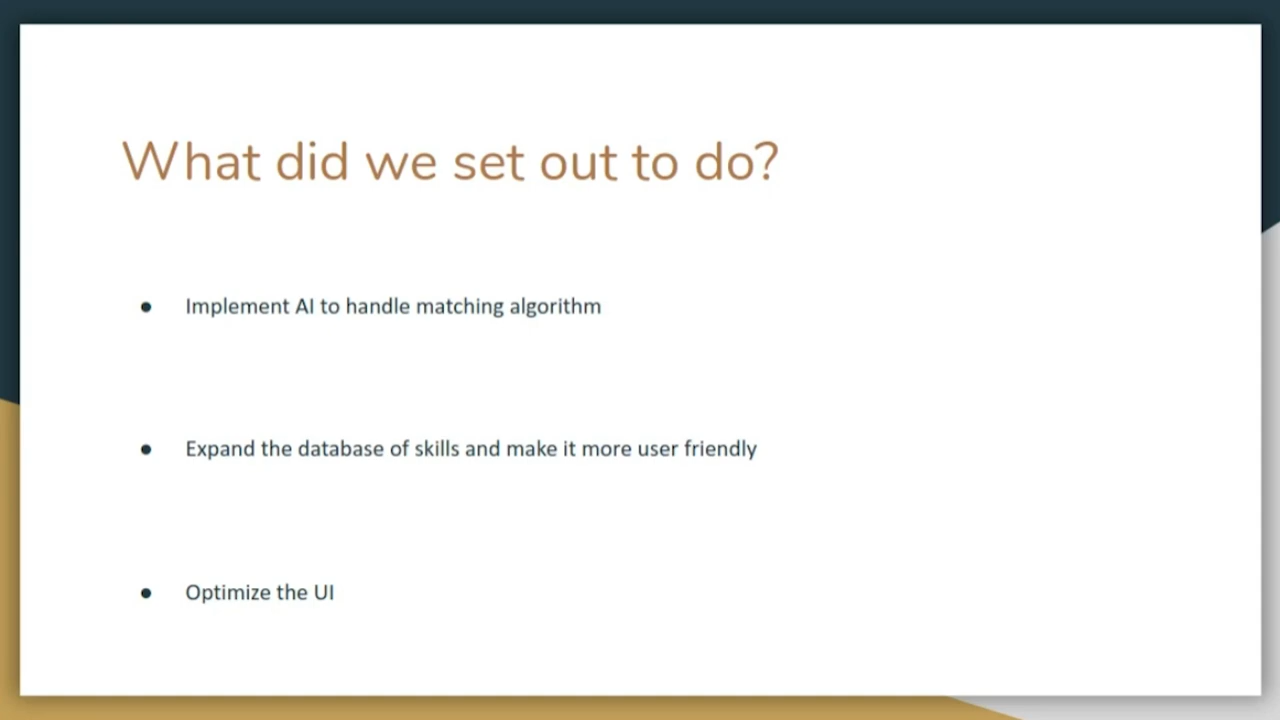 What did we set out to do?
● Implement AI to handle matching algorithm
● Expand the database of skills and make it more user friendly
● Optimize the UI